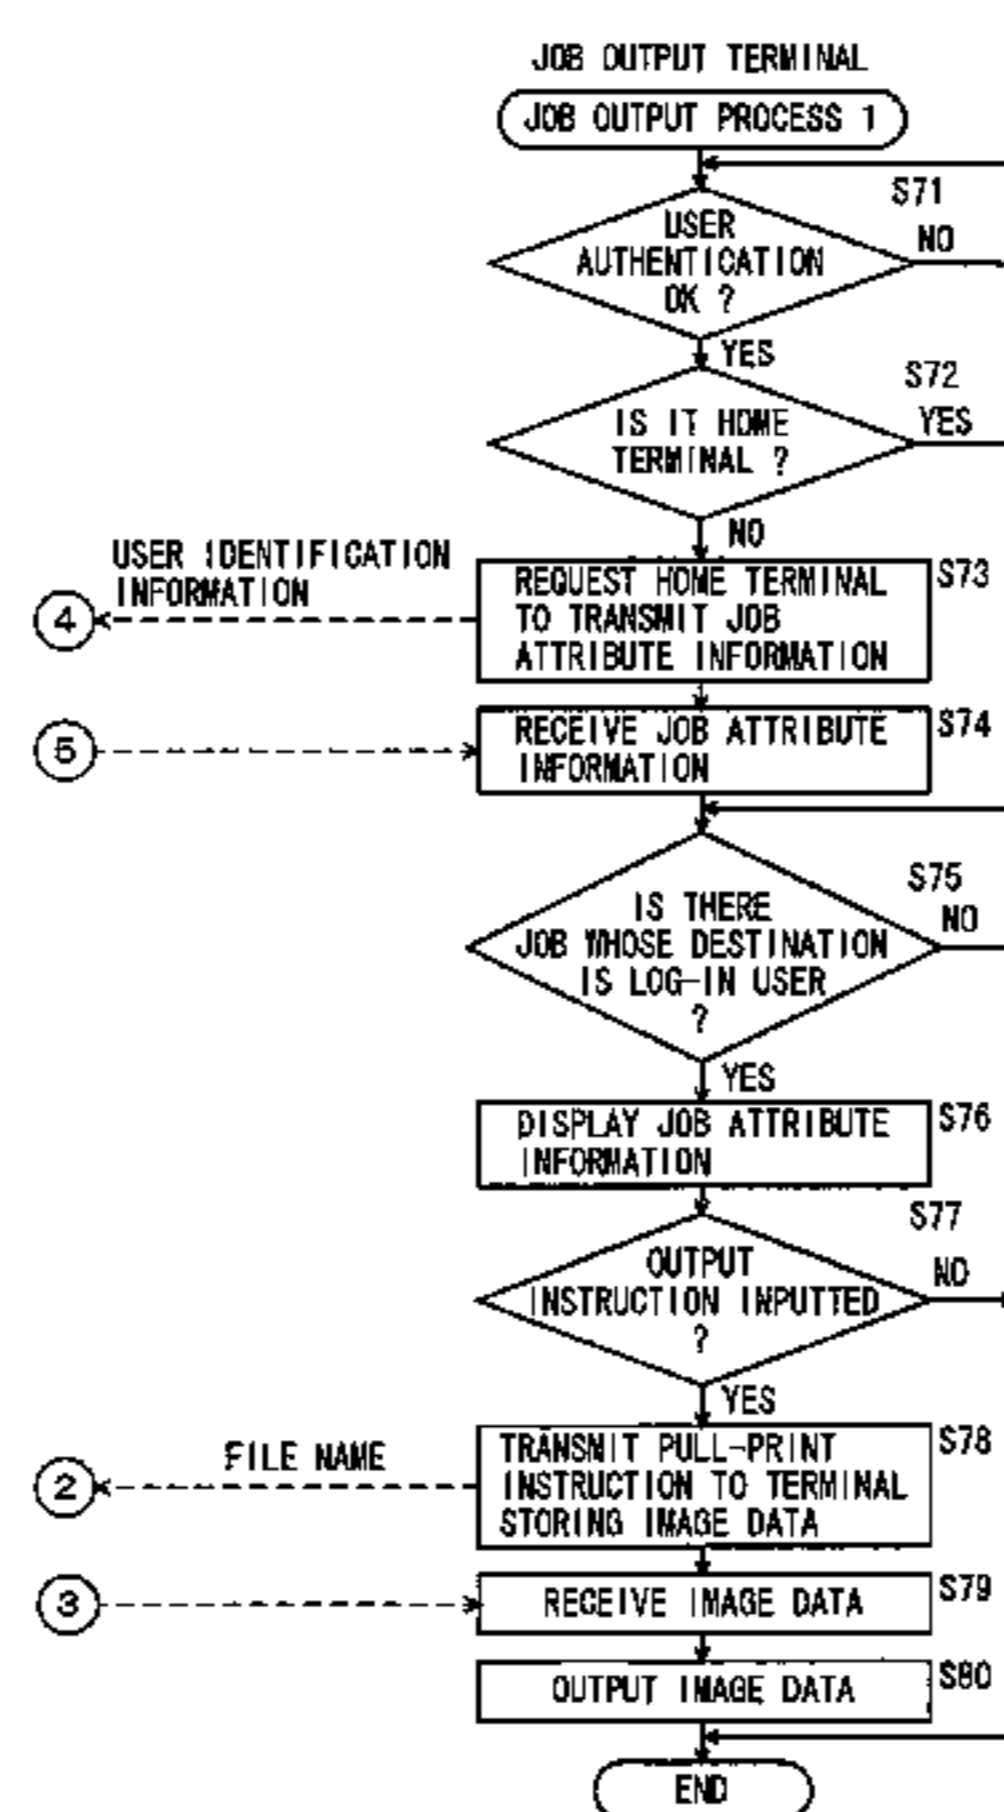 JOB OUTPUT TERMINAL
JOB OUTPUT PROCESS 1
S71
USER
AUTHENTICATION
OK ?
NO
YES
S72
IS IT HOME
TERMINAL ?
YES
NO
USER IDENTIFICATION
INFORMATION
4
REQUEST HOME TERMINAL
TO TRANSMIT JOB
ATTRIBUTE INFORMATION
S73
5
RECEIVE JOB ATTRIBUTE
INFORMATION
S74
S75
IS THERE
JOB WHOSE DESTINATION
IS LOG-IN USER
?
NO
YES
DISPLAY JOB ATTRIBUTE
INFORMATION
S76
S77
OUTPUT
INSTRUCTION INPUTTED
?
NO
YES
FILE NAME
2
TRANSMIT PULL-PRINT
INSTRUCTION TO TERMINAL
STORING IMAGE DATA
S78
3
RECEIVE IMAGE DATA
S79
OUTPUT IMAGE DATA
S80
END